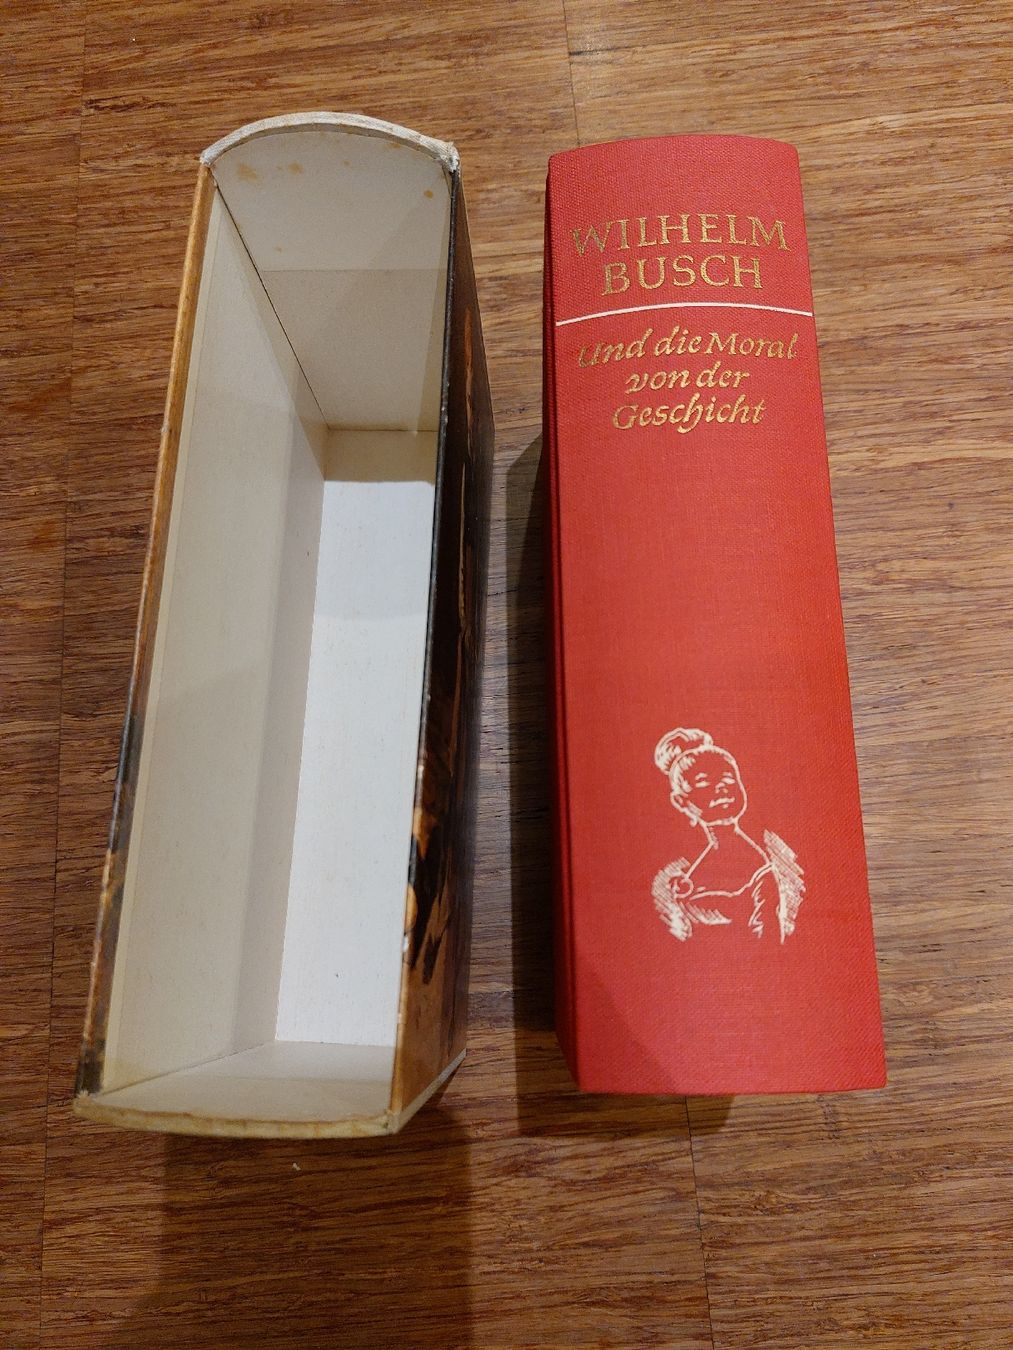 WILHELM
BUSCH
Und die Moral
von der
Geschicht